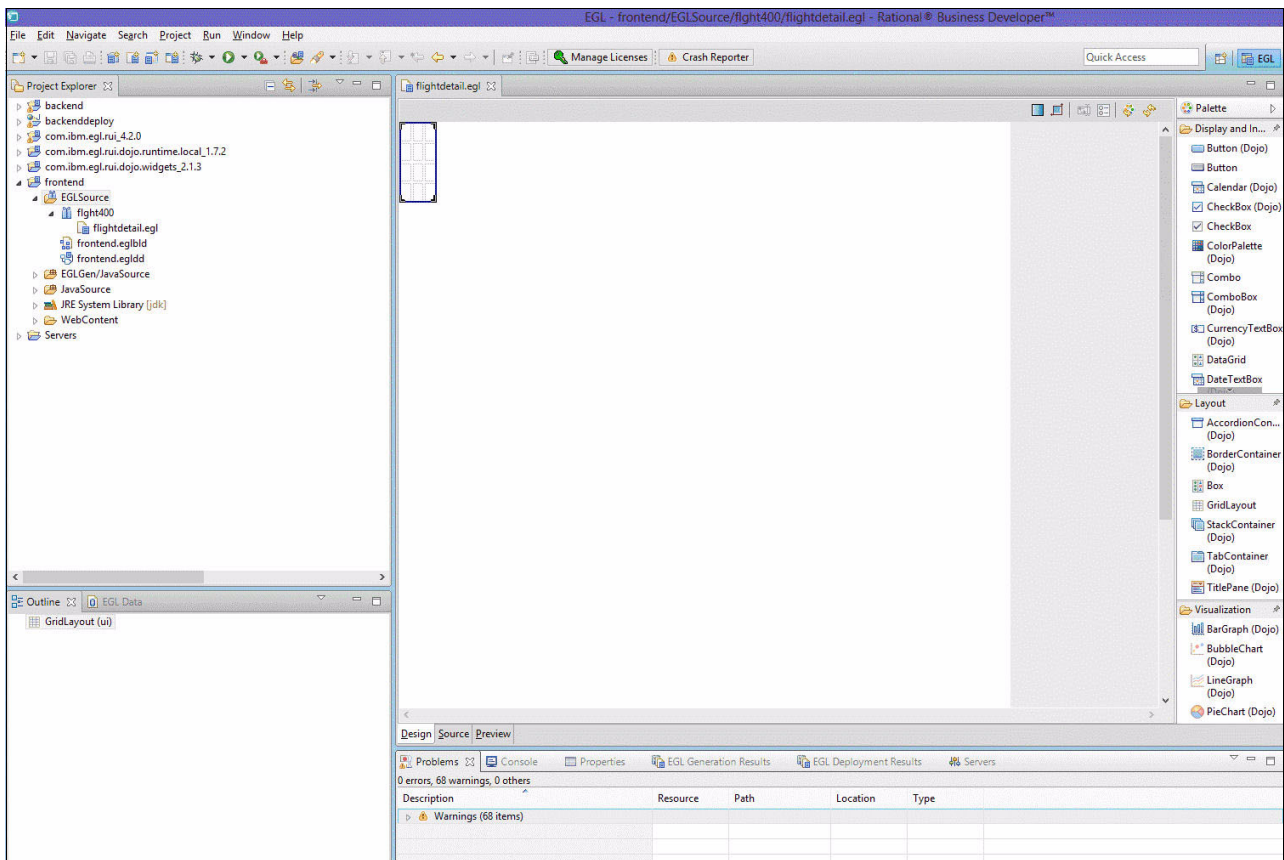 EGL - frontend/EGLSource/flght400/flightdetail.egl - Rational® Business Developer™
File Edit Navigate Search Project Run Window Help
Manage Licenses Crash Reporter Quick Access EGL
Project Explorer
backend
backenddeploy
com.ibm.egl.rui_4.2.0
com.ibm.egl.rui.dojo.runtime.local_1.7.2
com.ibm.egl.rui.dojo.widgets_2.1.3
frontend
EGLSource
flght400
flightdetail.egl
frontend.eglbld
frontend.egldd
EGLGen/JavaSource
JavaSource
JRE System Library [jdk]
WebContent
Servers
Outline EGL Data
GridLayout (ui)
flightdetail.egl
Design Source Preview
Palette
Display and In...
Button (Dojo)
Button
Calendar (Dojo)
CheckBox (Dojo)
CheckBox
ColorPalette
(Dojo)
Combo
ComboBox
(Dojo)
CurrencyTextBox
(Dojo)
DataGrid
DateTextBox
Layout
AccordionCon...
(Dojo)
BorderContainer
(Dojo)
Box
GridLayout
StackContainer
(Dojo)
TabContainer
(Dojo)
TitlePane (Dojo)
Visualization
BarGraph (Dojo)
BubbleChart
(Dojo)
LineGraph
(Dojo)
PieChart (Dojo)
Problems Console Properties EGL Generation Results EGL Deployment Results Servers
0 errors, 68 warnings, 0 others
Description Resource Path Location Type
Warnings (68 items)